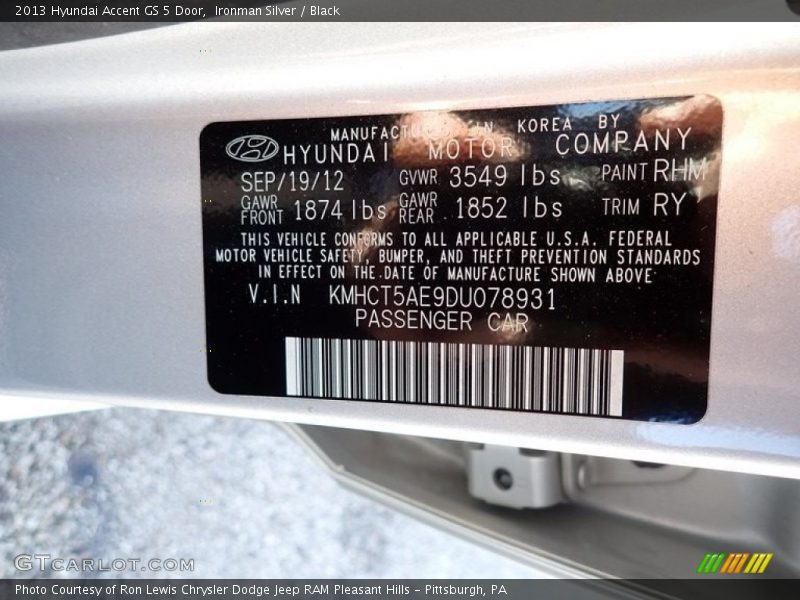 2013 Hyundai Accent GS 5 Door, Ironman Silver / Black
MANUFACTURED IN KOREA BY
HYUNDAI MOTOR COMPANY
SEP/19/12 GVWR 3549 lbs PAINT RHM
GAWR FRONT 1874 lbs GAWR REAR 1852 lbs TRIM RY
THIS VEHICLE CONFORMS TO ALL APPLICABLE U.S.A. FEDERAL
MOTOR VEHICLE SAFETY, BUMPER, AND THEFT PREVENTION STANDARDS
IN EFFECT ON THE DATE OF MANUFACTURE SHOWN ABOVE
V.I.N KMHCT5AE9DU078931
PASSENGER CAR
GTCARLOT.COM
Photo Courtesy of Ron Lewis Chrysler Dodge Jeep RAM Pleasant Hills - Pittsburgh, PA